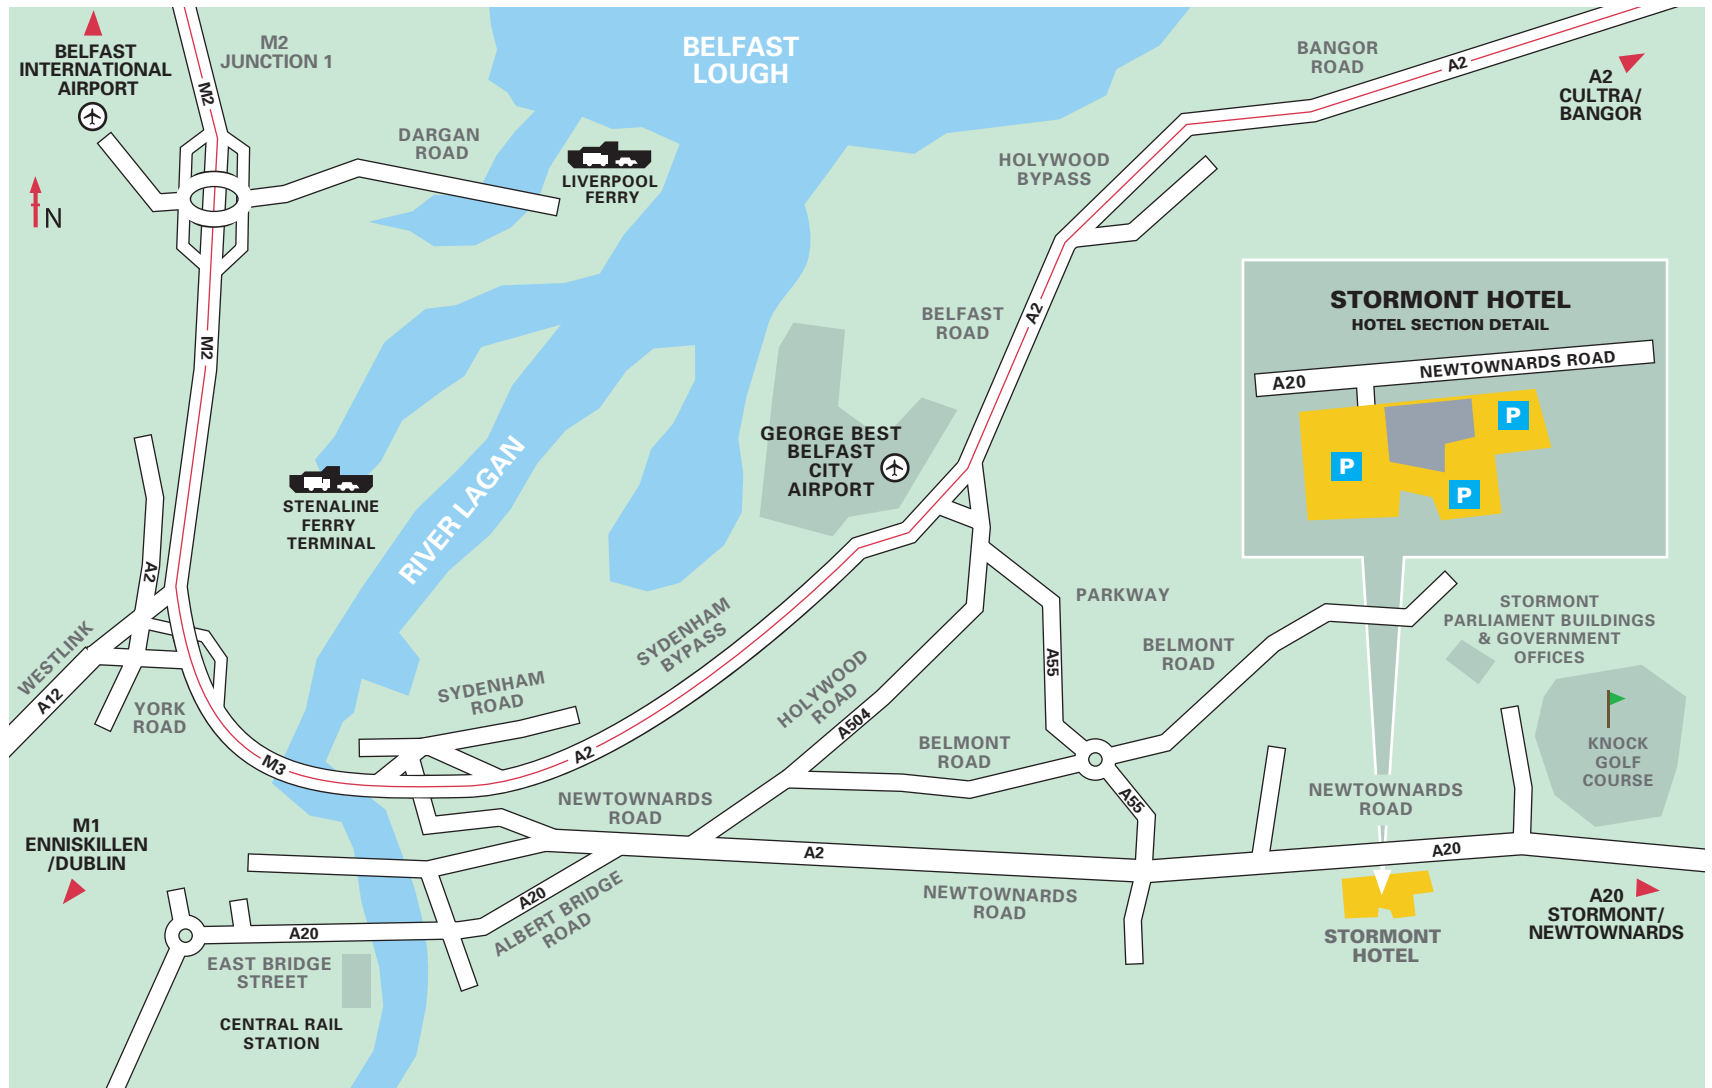 BELFAST
INTERNATIONAL
AIRPORT
M2
JUNCTION 1
M2
BELFAST
LOUGH
BANGOR
ROAD
A2
A2
CULTRA/
BANGOR
DARGAN
ROAD
LIVERPOOL
FERRY
HOLYWOOD
BYPASS
N
M2
BELFAST
ROAD
A2
STORMONT HOTEL
HOTEL SECTION DETAIL
A20
NEWTOWNARDS ROAD
P
P
P
GEORGE BEST
BELFAST
CITY
AIRPORT
STENALINE
FERRY
TERMINAL
RIVER LAGAN
A2
WESTLINK
A12
YORK
ROAD
SYDENHAM
BYPASS
SYDENHAM
ROAD
PARKWAY
A55
BELMONT
ROAD
STORMONT
PARLIAMENT BUILDINGS
& GOVERNMENT
OFFICES
HOLYWOOD
ROAD
A504
M3
A2
BELMONT
ROAD
KNOCK
GOLF
COURSE
NEWTOWNARDS
ROAD
A55
NEWTOWNARDS
ROAD
M1
ENNISKILLEN
/DUBLIN
A2
A20
NEWTOWNARDS
ROAD
A20
STORMONT/
NEWTOWNARDS
A20
ALBERT BRIDGE
ROAD
A20
STORMONT
HOTEL
EAST BRIDGE
STREET
CENTRAL RAIL
STATION